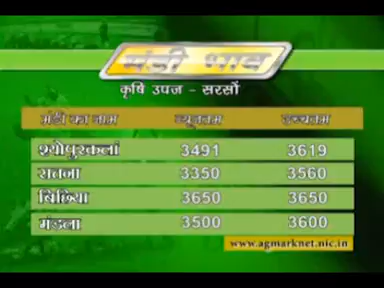 मंडी भाव
कृषि उपज - सरसों
मंडी का नाम न्यूनतम उच्चतम
श्योपुरकलां 3491 3619
सतना 3350 3560
बिछिया 3650 3650
मंडला 3500 3600
www.agmarknet.nic.in